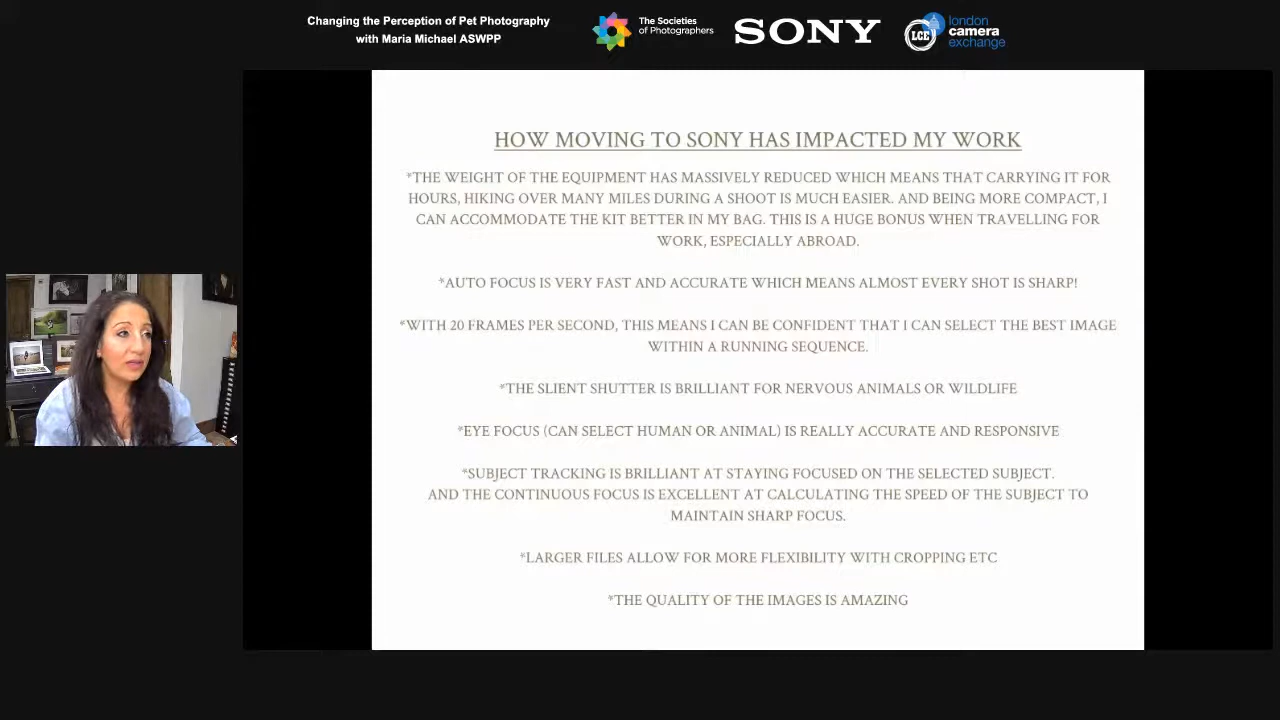 Changing the Perception of Pet Photography
with Maria Michael ASWPP
The Societies
of Photographers
SONY
LCE
london
camera
exchange
HOW MOVING TO SONY HAS IMPACTED MY WORK
*THE WEIGHT OF THE EQUIPMENT HAS MASSIVELY REDUCED WHICH MEANS THAT CARRYING IT FOR
HOURS, HIKING OVER MANY MILES DURING A SHOOT IS MUCH EASIER. AND BEING MORE COMPACT, I
CAN ACCOMMODATE THE KIT BETTER IN MY BAG. THIS IS A HUGE BONUS WHEN TRAVELLING FOR
WORK, ESPECIALLY ABROAD.
*AUTO FOCUS IS VERY FAST AND ACCURATE WHICH MEANS ALMOST EVERY SHOT IS SHARP!
*WITH 20 FRAMES PER SECOND, THIS MEANS I CAN BE CONFIDENT THAT I CAN SELECT THE BEST IMAGE
WITHIN A RUNNING SEQUENCE.
*THE SLIENT SHUTTER IS BRILLIANT FOR NERVOUS ANIMALS OR WILDLIFE
*EYE FOCUS (CAN SELECT HUMAN OR ANIMAL) IS REALLY ACCURATE AND RESPONSIVE
*SUBJECT TRACKING IS BRILLIANT AT STAYING FOCUSED ON THE SELECTED SUBJECT.
AND THE CONTINUOUS FOCUS IS EXCELLENT AT CALCULATING THE SPEED OF THE SUBJECT TO
MAINTAIN SHARP FOCUS.
*LARGER FILES ALLOW FOR MORE FLEXIBILITY WITH CROPPING ETC
*THE QUALITY OF THE IMAGES IS AMAZING